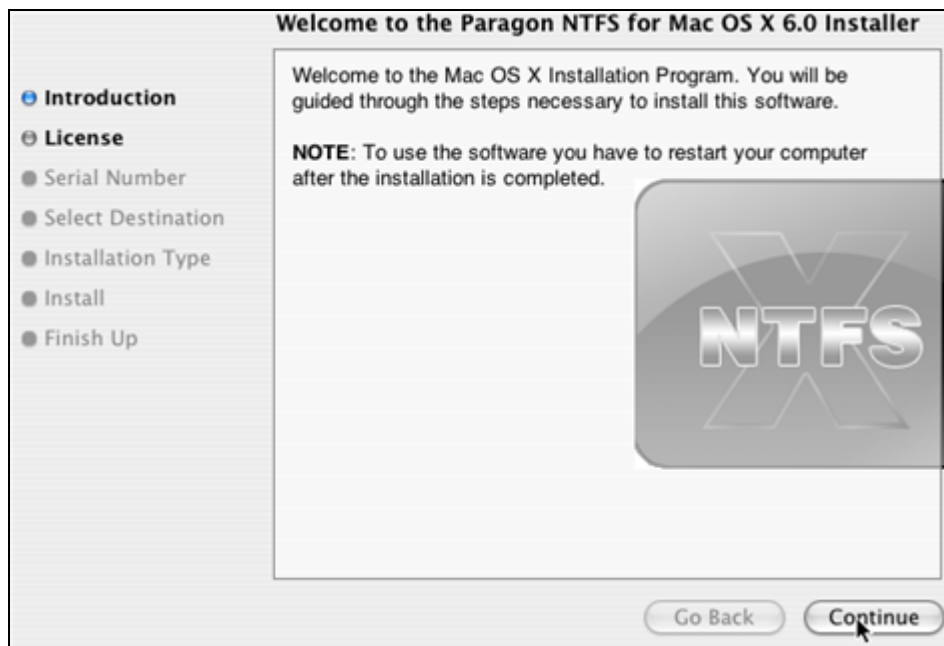 Welcome to the Paragon NTFS for Mac OS X 6.0 Installer
Introduction
License
Serial Number
Select Destination
Installation Type
Install
Finish Up
Welcome to the Mac OS X Installation Program. You will be
guided through the steps necessary to install this software.
NOTE: To use the software you have to restart your computer
after the installation is completed.
X
NTFS
Go Back
Continue